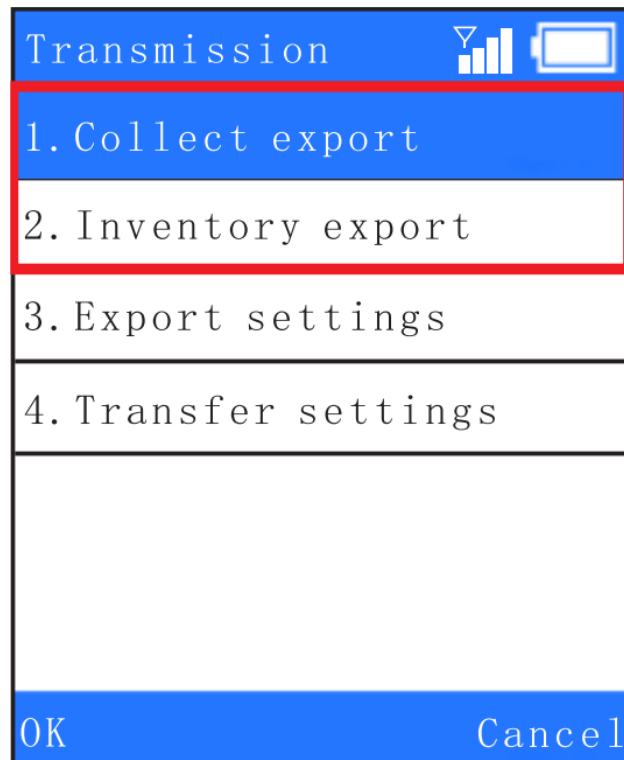 Transmission
1.Collect export
2.Inventory export
3.Export settings
4.Transfer settings
OK Cancel